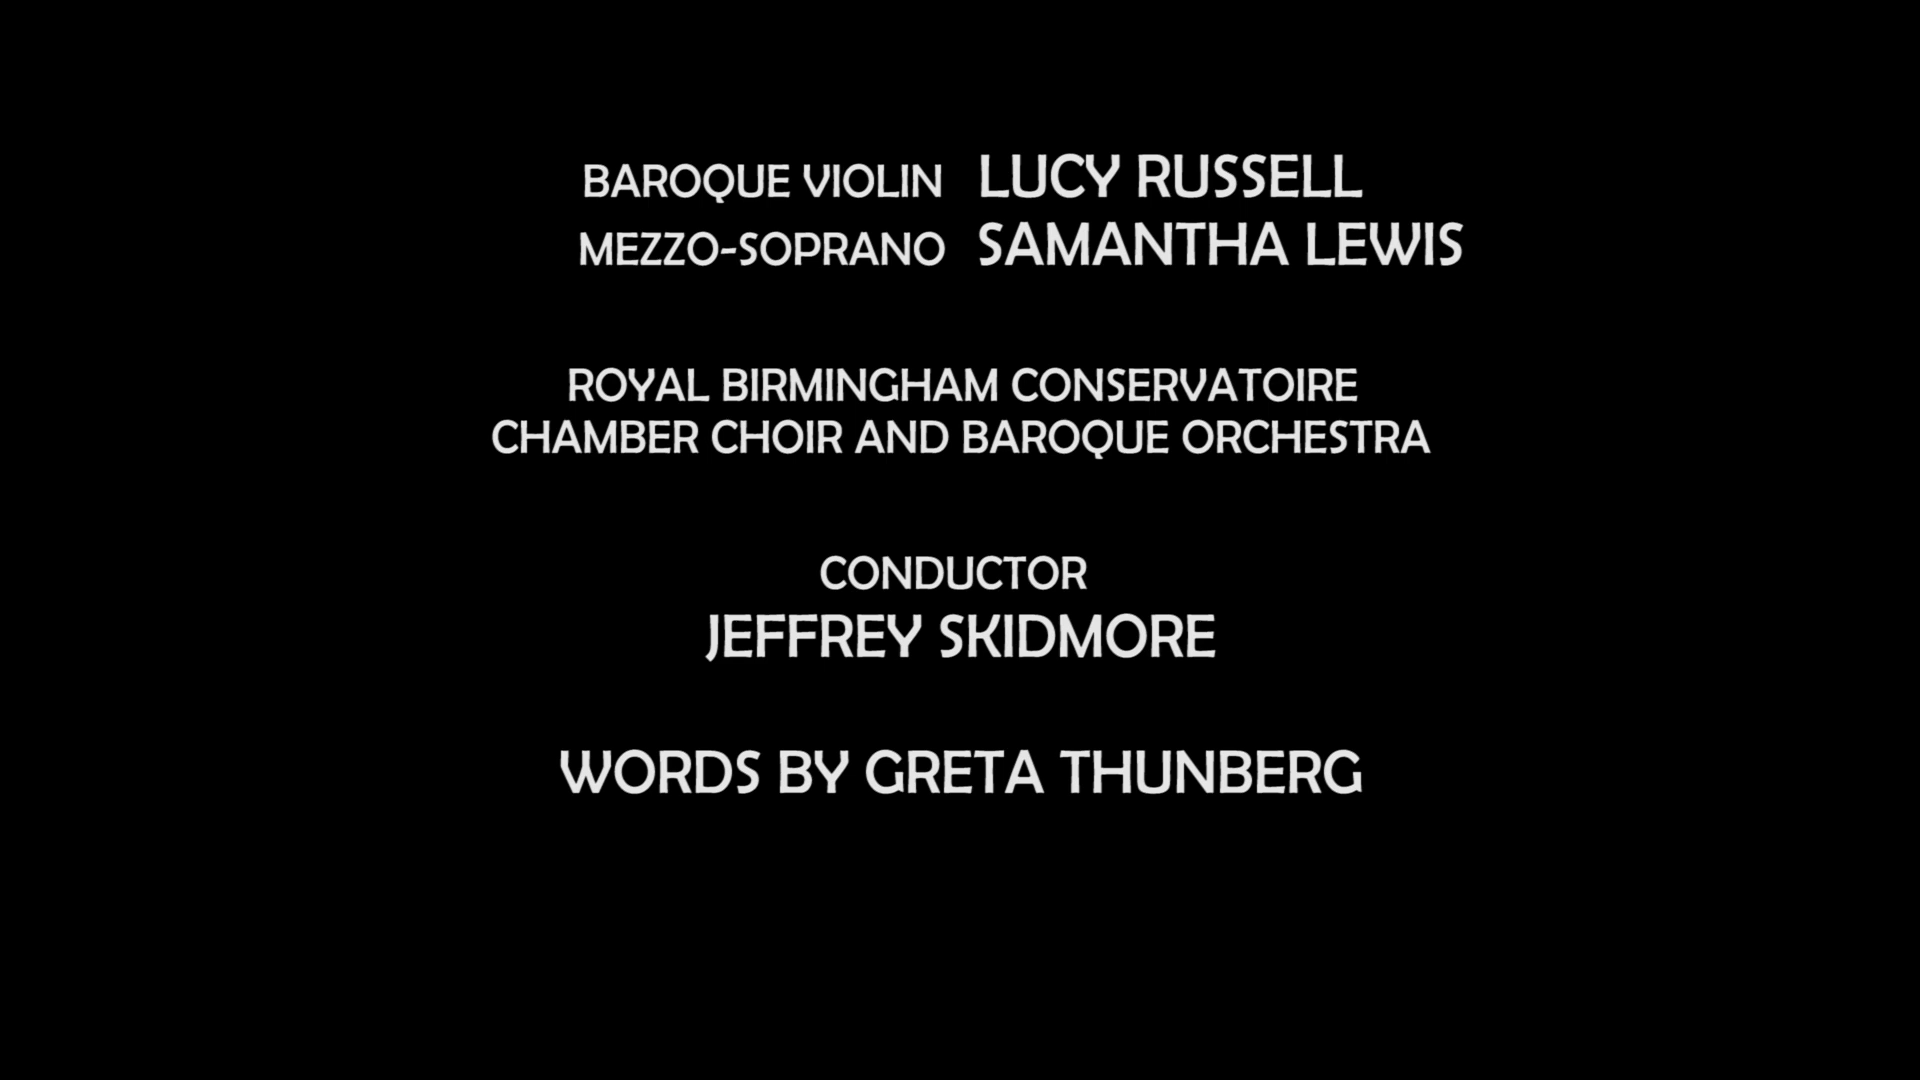 BAROQUE VIOLIN LUCY RUSSELL
MEZZO-SOPRANO SAMANTHA LEWIS
ROYAL BIRMINGHAM CONSERVATOIRE
CHAMBER CHOIR AND BAROQUE ORCHESTRA
CONDUCTOR
JEFFREY SKIDMORE
WORDS BY GRETA THUNBERG